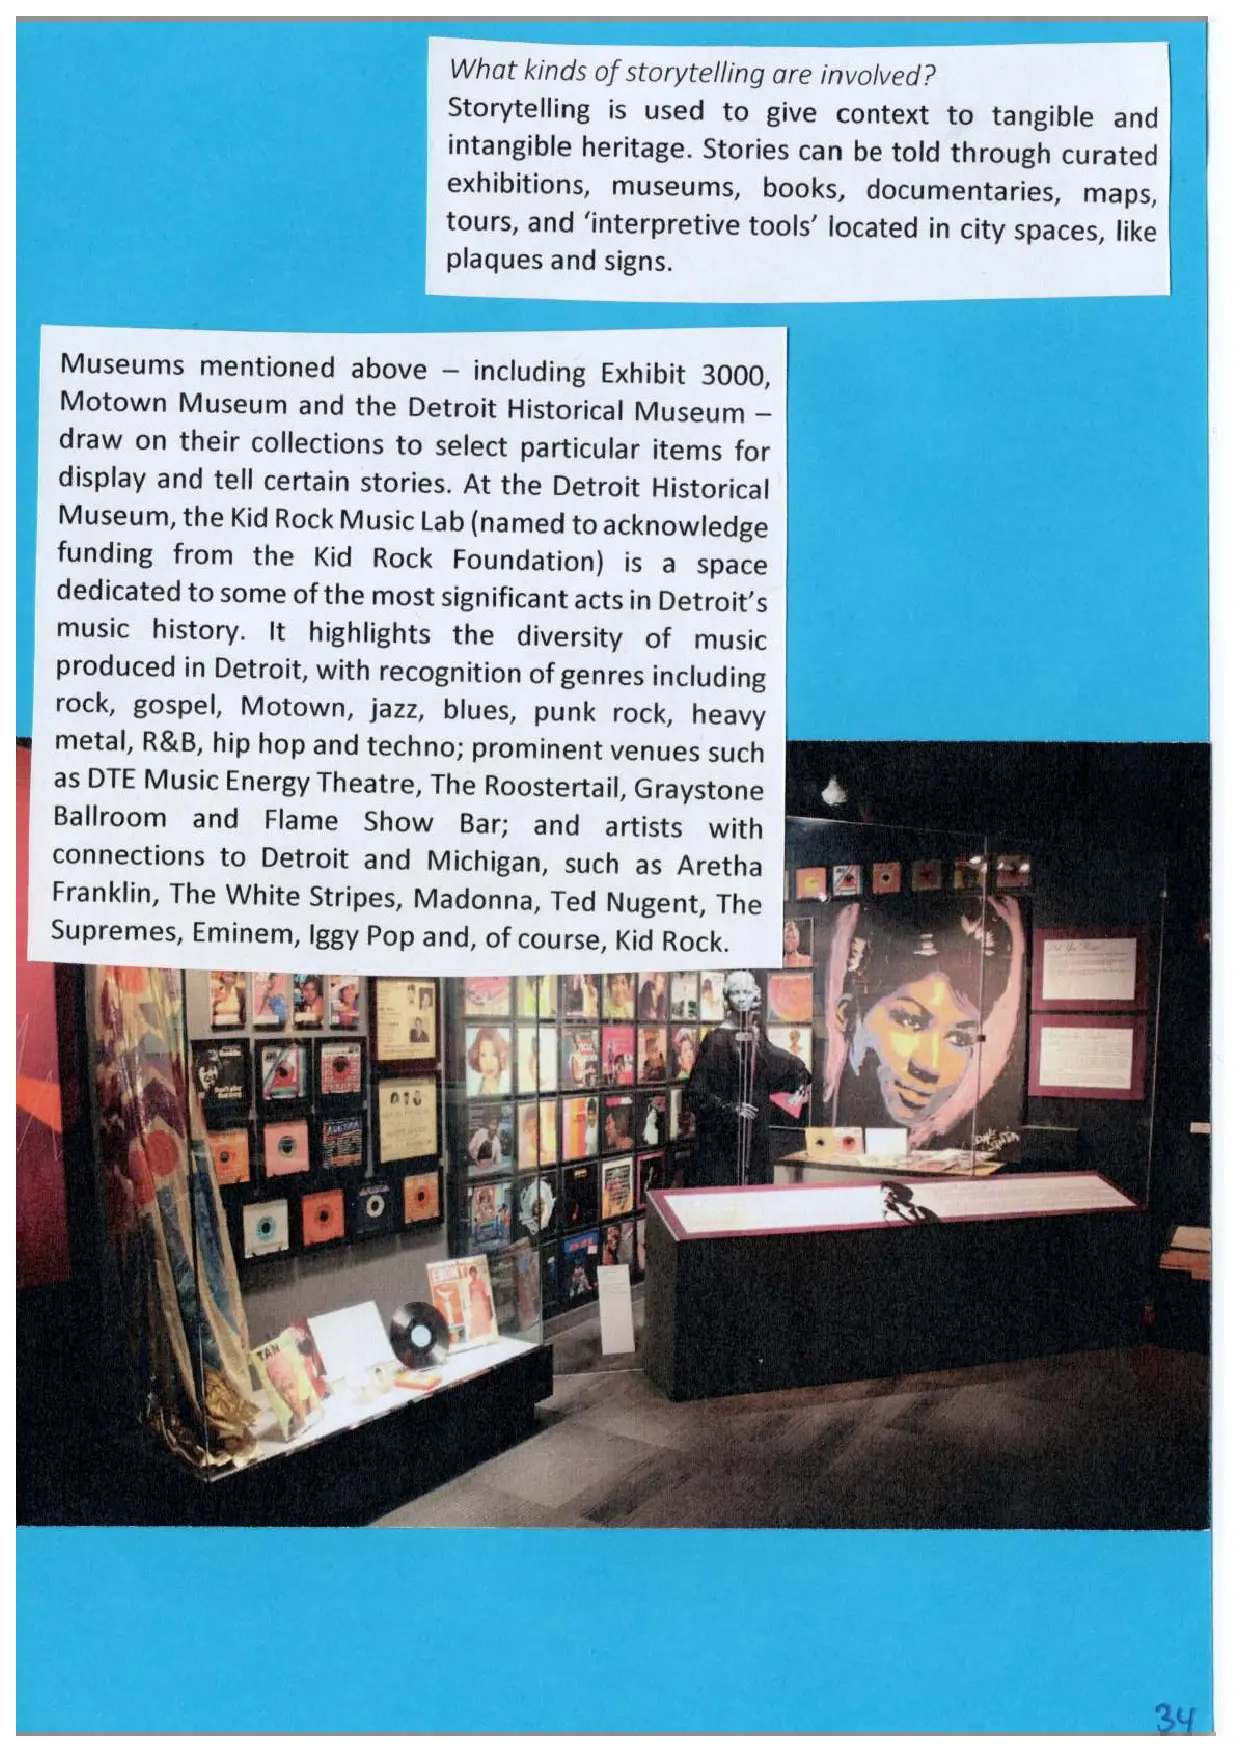 What kinds of storytelling are involved?
Storytelling is used to give context to tangible and
intangible heritage. Stories can be told through curated
exhibitions, museums, books, documentaries, maps,
tours, and ‘interpretive tools’ located in city spaces, like
plaques and signs.
Museums mentioned above – including Exhibit 3000,
Motown Museum and the Detroit Historical Museum –
draw on their collections to select particular items for
display and tell certain stories. At the Detroit Historical
Museum, the Kid Rock Music Lab (named to acknowledge
funding from the Kid Rock Foundation) is a space
dedicated to some of the most significant acts in Detroit’s
music history. It highlights the diversity of music
produced in Detroit, with recognition of genres including
rock, gospel, Motown, jazz, blues, punk rock, heavy
metal, R&B, hip hop and techno; prominent venues such
as DTE Music Energy Theatre, The Roostertail, Graystone
Ballroom and Flame Show Bar; and artists with
connections to Detroit and Michigan, such as Aretha
Franklin, The White Stripes, Madonna, Ted Nugent, The
Supremes, Eminem, Iggy Pop and, of course, Kid Rock.
EBONY
TAN
34